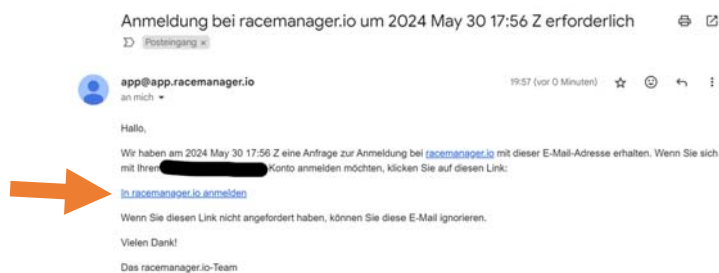 Anmeldung bei racemanager.io um 2024 May 30 17:56 Z erforderlich
Posteingang ×
app@app.racemanager.io 19:57 (vor 0 Minuten)
an mich
Hallo,
Wir haben am 2024 May 30 17:56 Z eine Anfrage zur Anmeldung bei racemanager.io mit dieser E-Mail-Adresse erhalten. Wenn Sie sich
mit Ihren Konto anmelden möchten, klicken Sie auf diesen Link:
In racemanager.io anmelden
Wenn Sie diesen Link nicht angefordert haben, können Sie diese E-Mail ignorieren.
Vielen Dank!
Das racemanager.io-Team